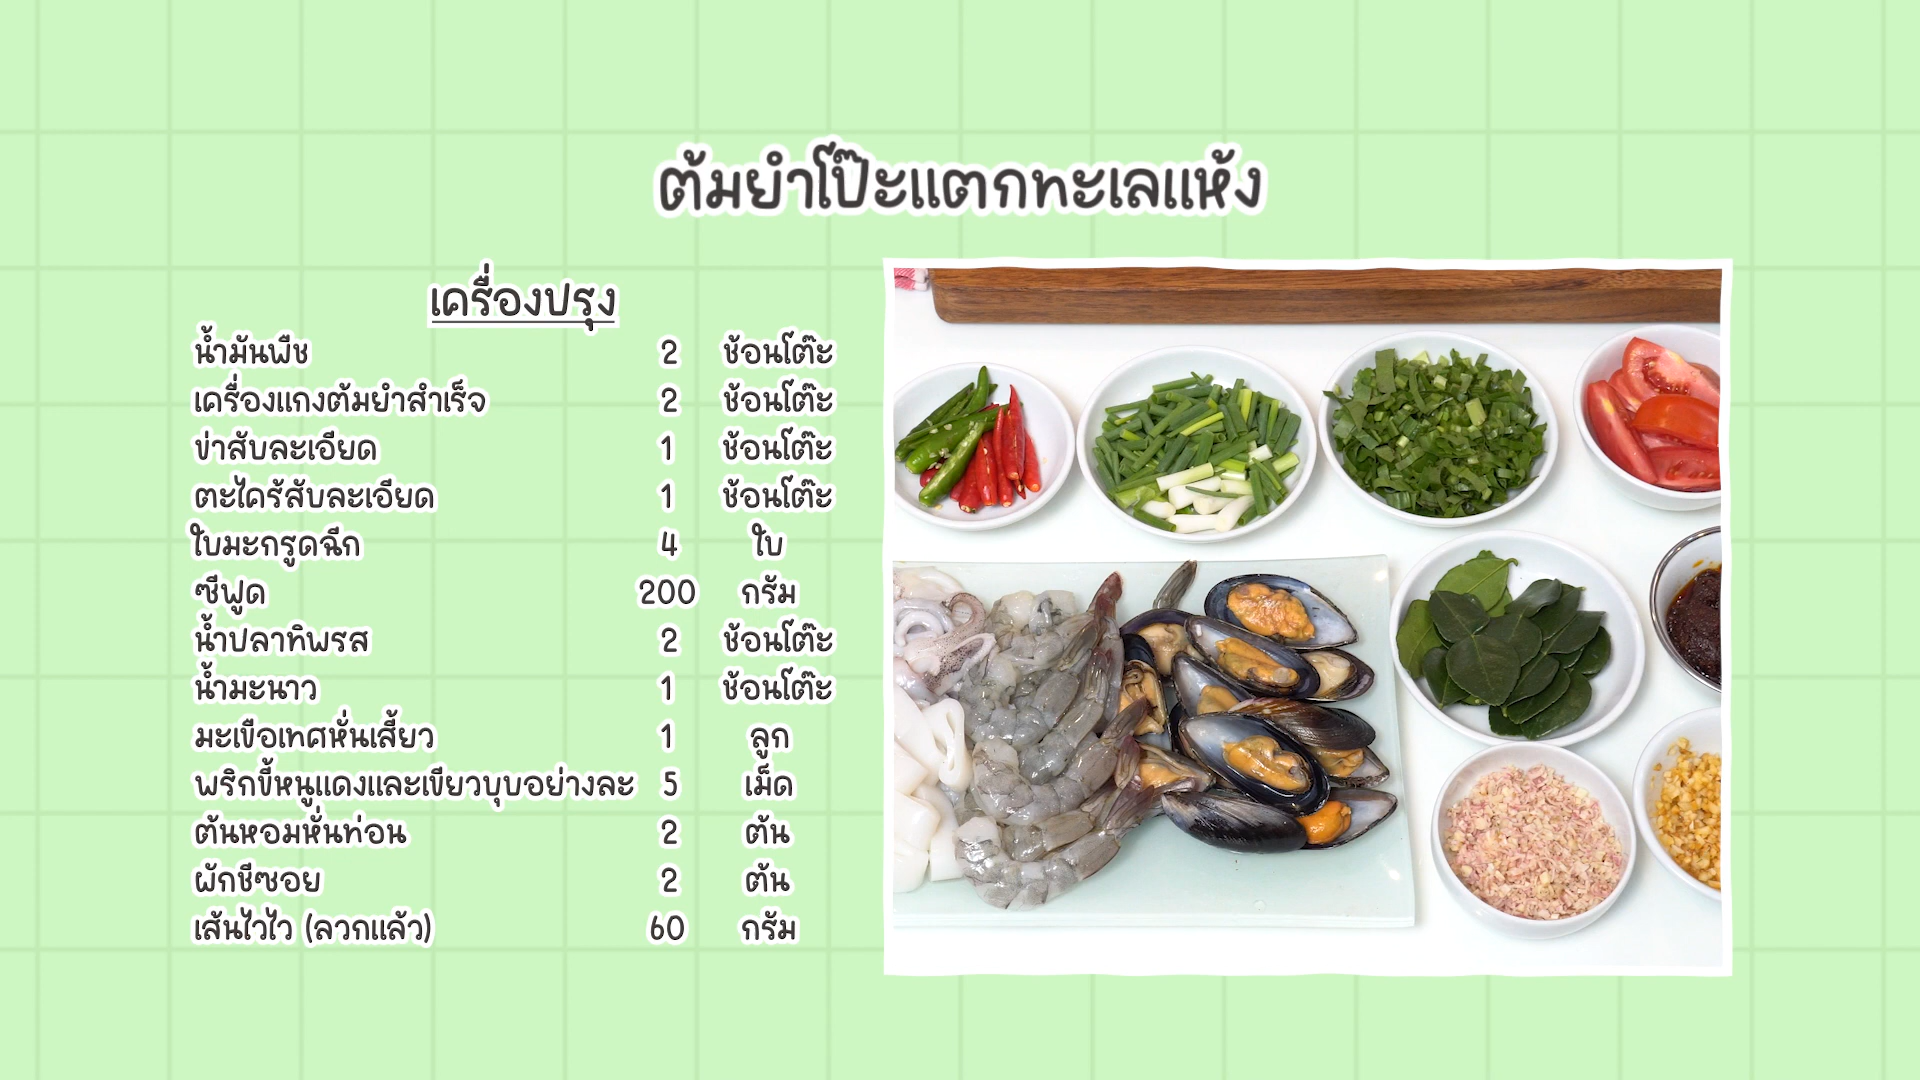 ต้มยำโป๊ะแตกทะเลแห้ง
เครื่องปรุง
น้ำมันพืช 2 ช้อนโต๊ะ
เครื่องแกงต้มยำสำเร็จ 2 ช้อนโต๊ะ
ข่าสับละเอียด 1 ช้อนโต๊ะ
ตะไคร้สับละเอียด 1 ช้อนโต๊ะ
ใบมะกรูดฉีก 4 ใบ
ซีฟูด 200 กรัม
น้ำปลาทิพรส 2 ช้อนโต๊ะ
น้ำมะนาว 1 ช้อนโต๊ะ
มะเขือเทศหั่นเสี้ยว 1 ลูก
พริกขี้หนูแดงและเขียวบุบอย่างละ 5 เม็ด
ต้นหอมหั่นท่อน 2 ต้น
ผักชีซอย 2 ต้น
เส้นไวไว (ลวกแล้ว) 60 กรัม